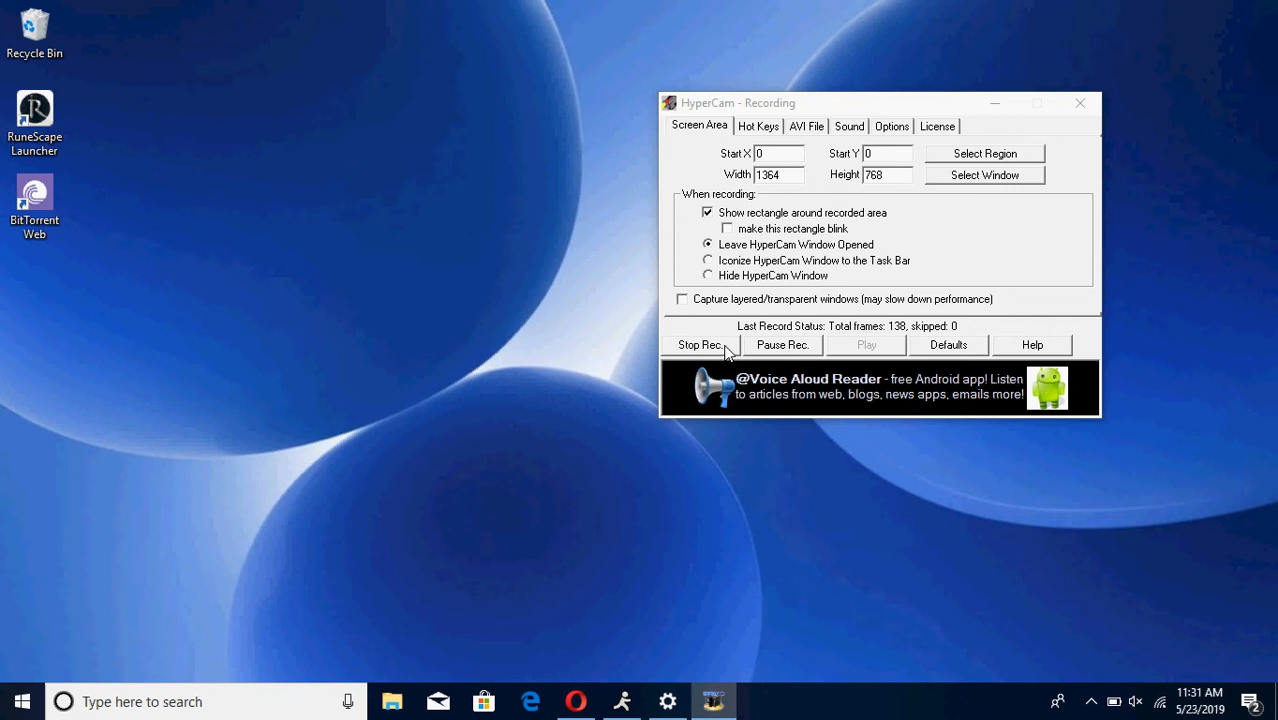 Recycle Bin
RuneScape
Launcher
BitTorrent
Web
HyperCam - Recording
Screen Area
Hot Keys
AVI File
Sound
Options
License
Start X 0
Start Y 0
Select Region
Width 1364
Height 768
Select Window
When recording:
Show rectangle around recorded area
make this rectangle blink
Leave HyperCam Window Opened
Iconize HyperCam Window to the Task Bar
Hide HyperCam Window
Capture layered/transparent windows (may slow down performance)
Last Record Status: Total frames: 138, skipped: 0
Stop Rec.
Pause Rec.
Play
Defaults
Help
@Voice Aloud Reader - free Android app! Listen
to articles from web, blogs, news apps, emails more!
Type here to search
11:31 AM
5/23/2019
2